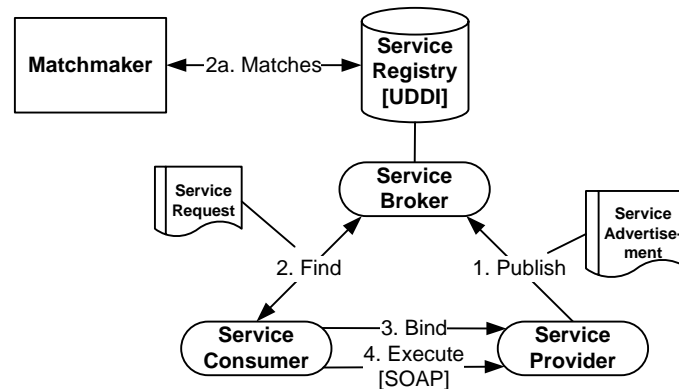 Matchmaker
2a. Matches
Service
Registry
[UDDI]
Service
Request
Service
Broker
Service
Advertise-
ment
2. Find
1. Publish
Service
Consumer
3. Bind
4. Execute
[SOAP]
Service
Provider